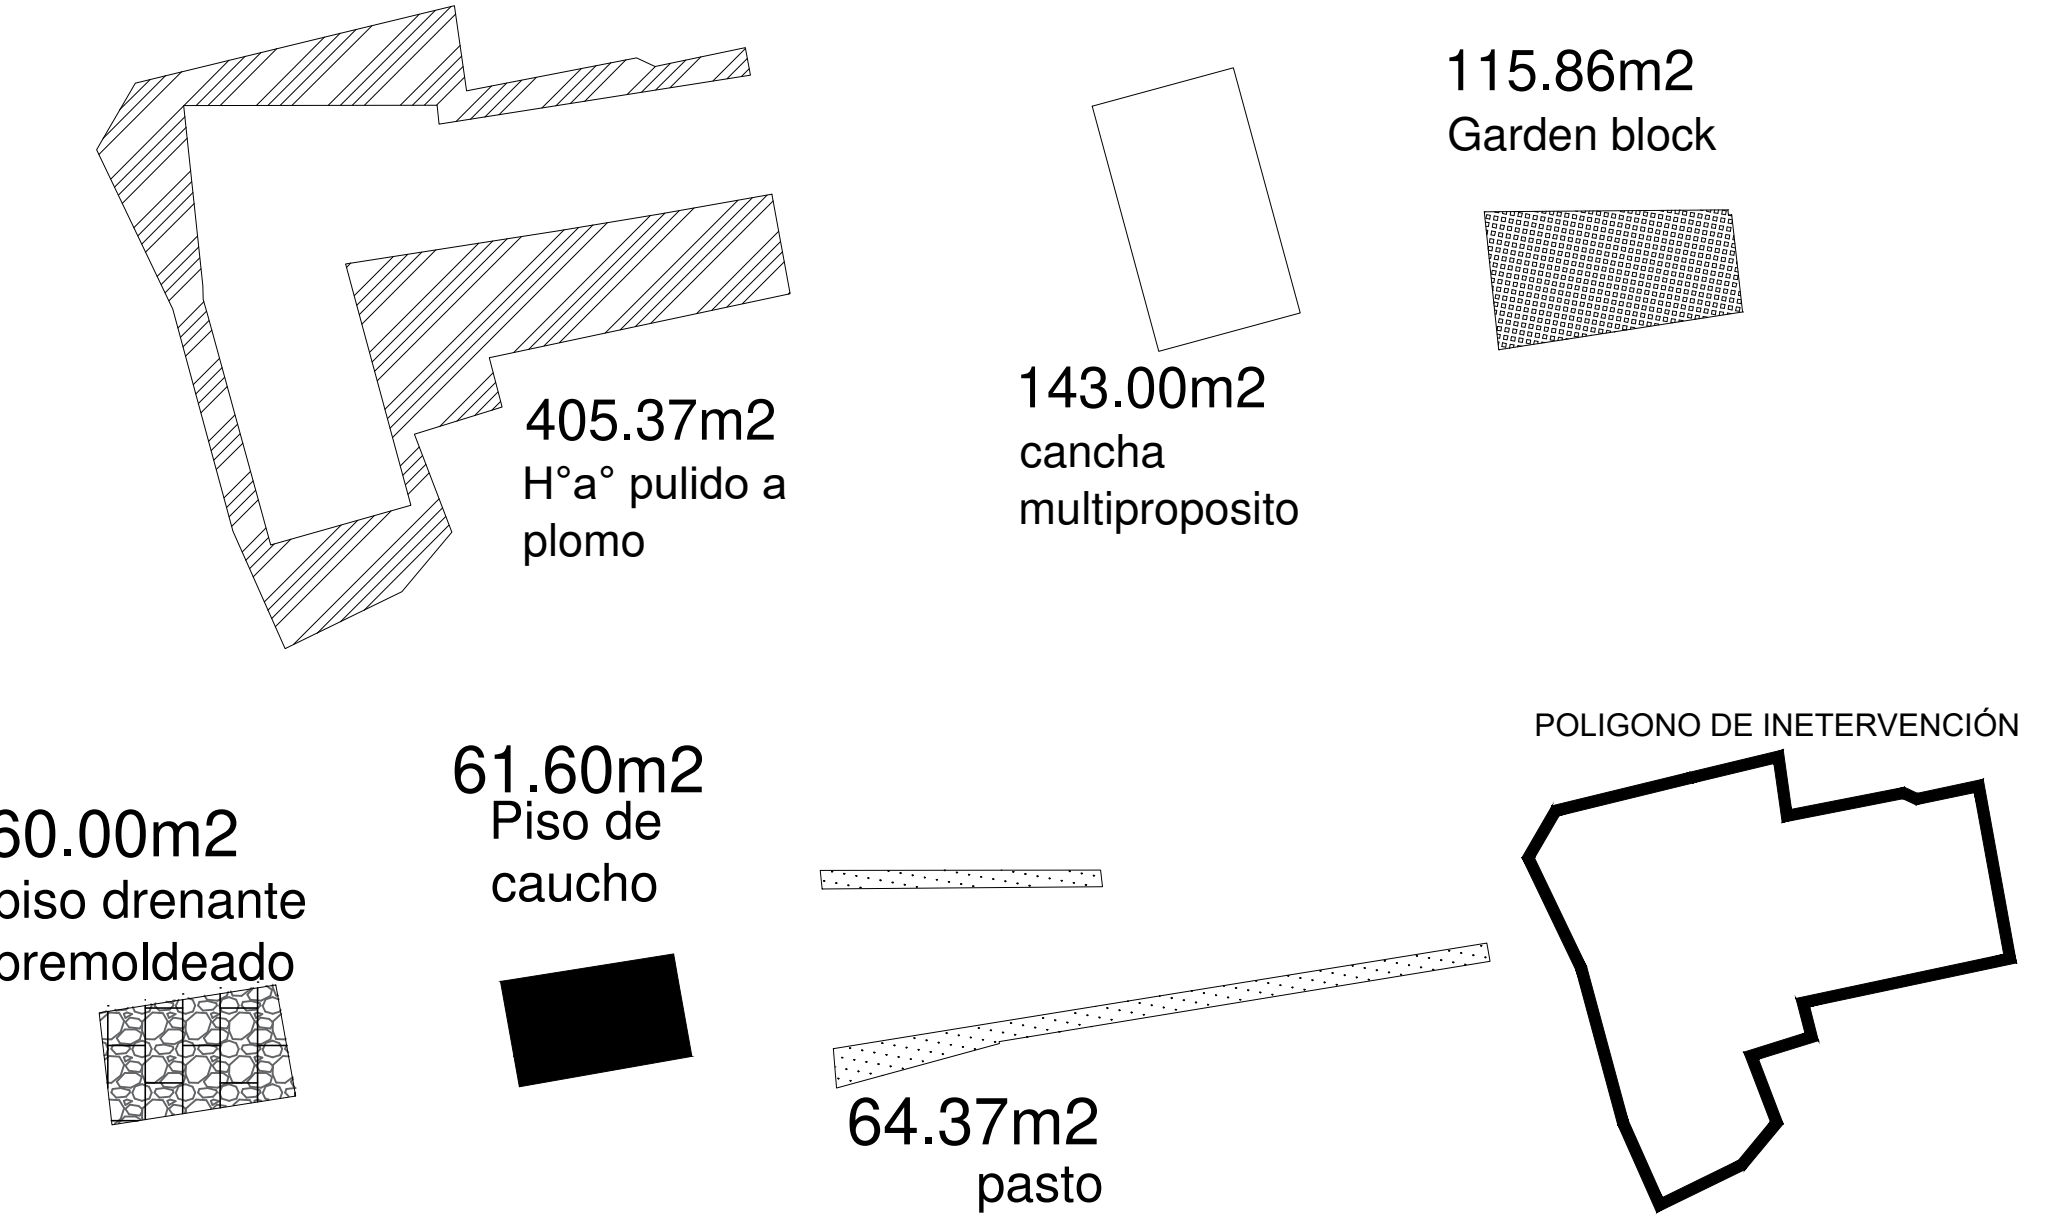 115.86m2
Garden block
405.37m2
H°a° pulido a
plomo
143.00m2
cancha
multiproposito
POLIGONO DE INETERVENCIÓN
61.60m2
Piso de
caucho
60.00m2
piso drenante
premoldeado
64.37m2
pasto